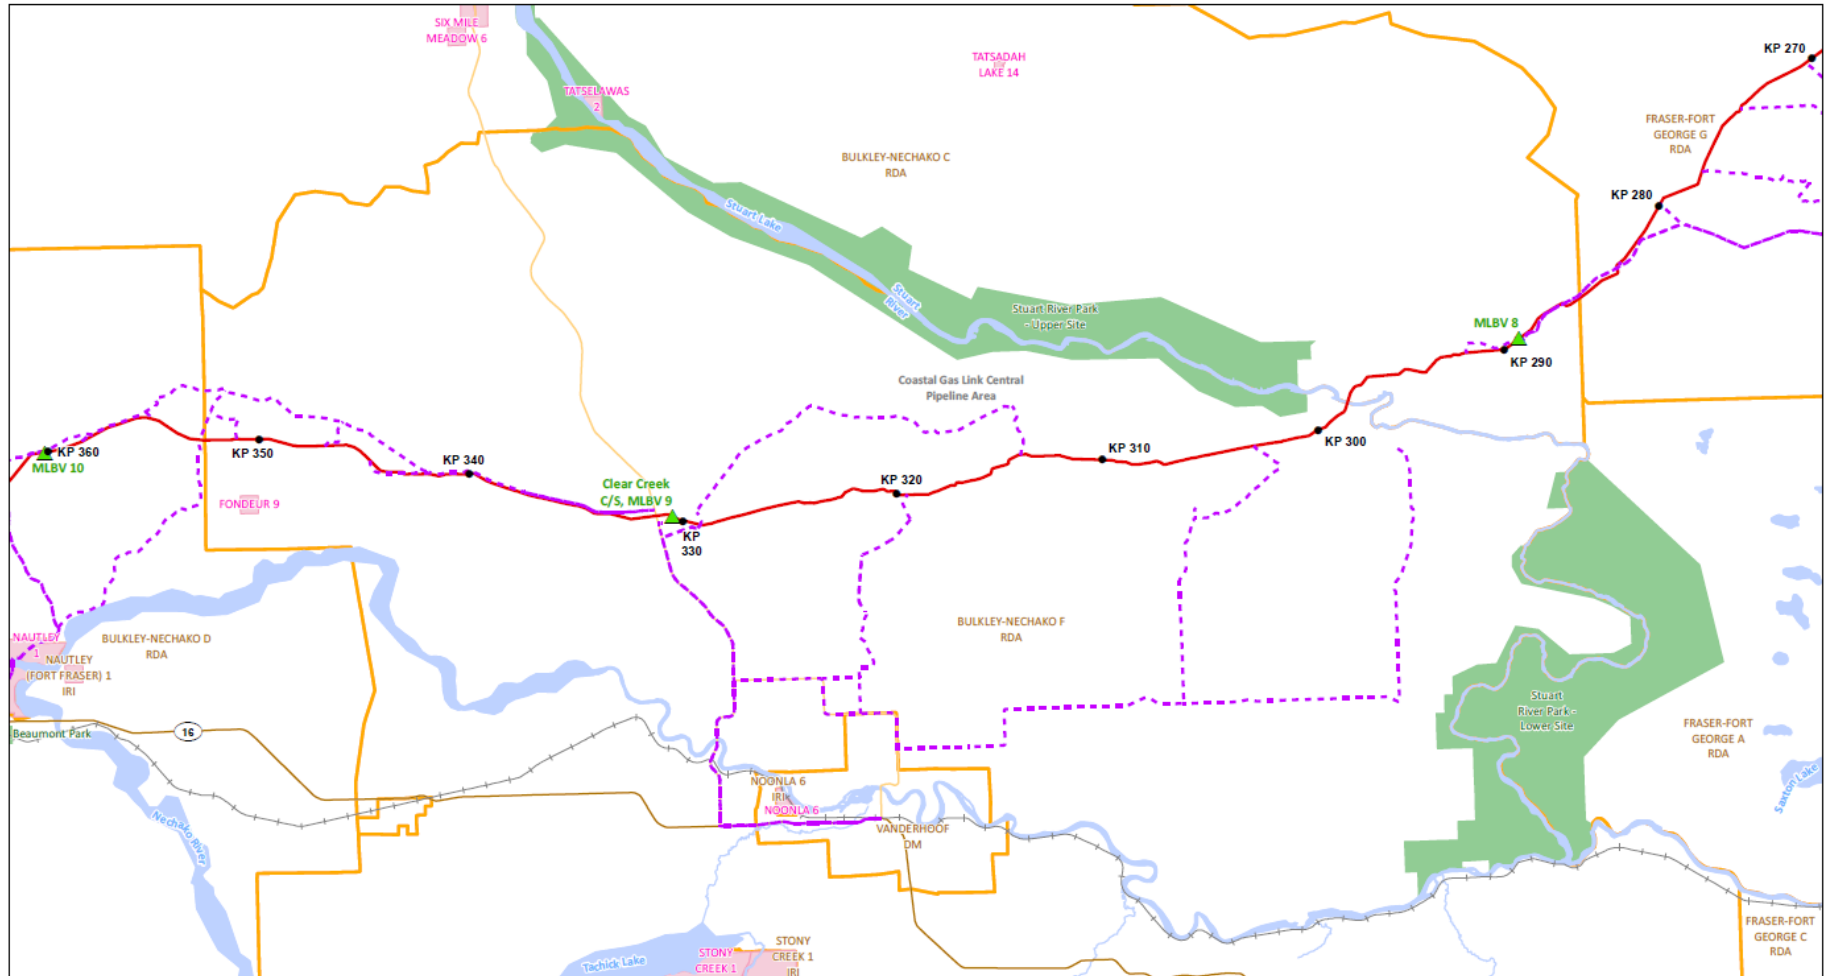 SIX MILE
MEADOW 6
TATSADAH
LAKE 14
KP 270
TATSELAWAS
2
FRASER-FORT
GEORGE G
RDA
BULKLEY-NECHAKO C
RDA
KP 280
Stuart Lake
Stuart
River
Stuart River Park
- Upper Site
MLBV 8
KP 290
Coastal Gas Link Central
Pipeline Area
KP 300
KP 310
KP 320
KP 340
KP 350
KP 360
MLBV 10
Clear Creek
C/S, MLBV 9
KP
330
FONDEUR 9
BULKLEY-NECHAKO F
RDA
BULKLEY-NECHAKO D
RDA
NAUTLEY
1
NAUTLEY
(FORT FRASER) 1
IRI
Stuart
River Park -
Lower Site
FRASER-FORT
GEORGE A
RDA
Beaumont Park
16
Saxton Lake
NOONLA 6
IRI
NOONLA 6
Nechako River
VANDERHOOF
DM
FRASER-FORT
GEORGE C
RDA
STONY
CREEK 1
IRI
STONY
CREEK 1
Tachick Lake